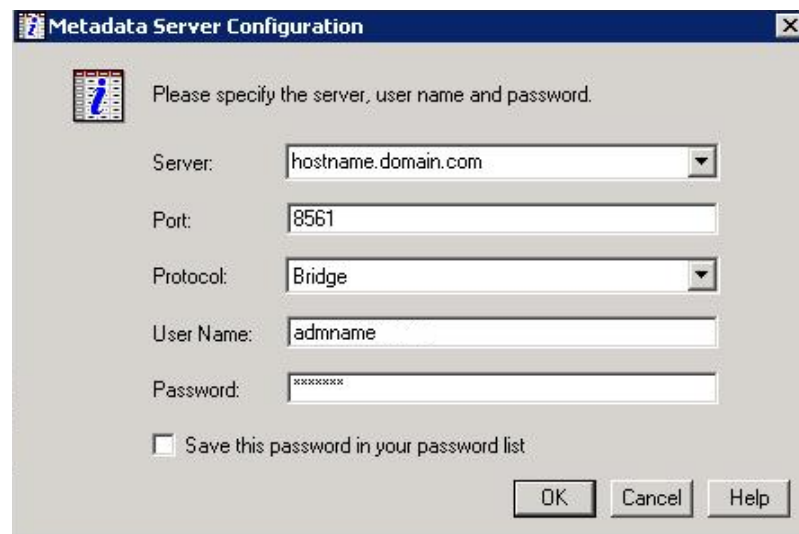 Metadata Server Configuration
Please specify the server, user name and password.
Server: hostname.domain.com
Port: 8561
Protocol: Bridge
User Name: admname
Password: *******
Save this password in your password list
OK Cancel Help